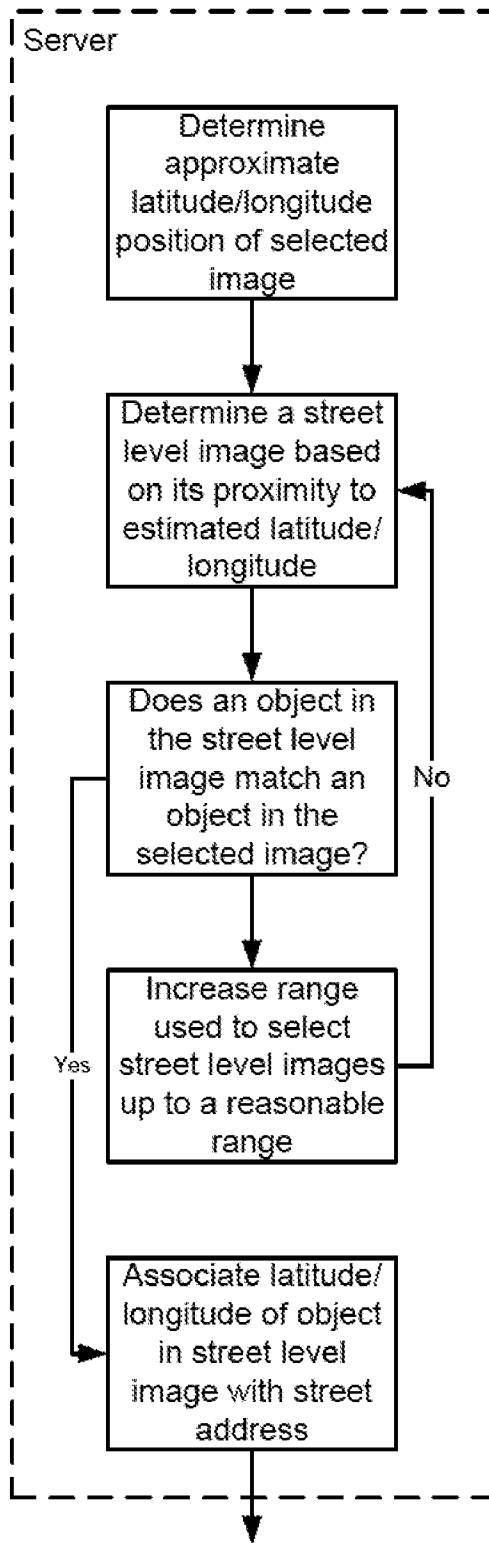 Server
Determine
approximate
latitude/longitude
position of selected
image
Determine a street
level image based
on its proximity to
estimated latitude/
longitude
Does an object in
the street level
image match an
object in the
selected image?
No
Increase range
used to select
street level images
up to a reasonable
range
Yes
Associate latitude/
longitude of object
in street level
image with street
address